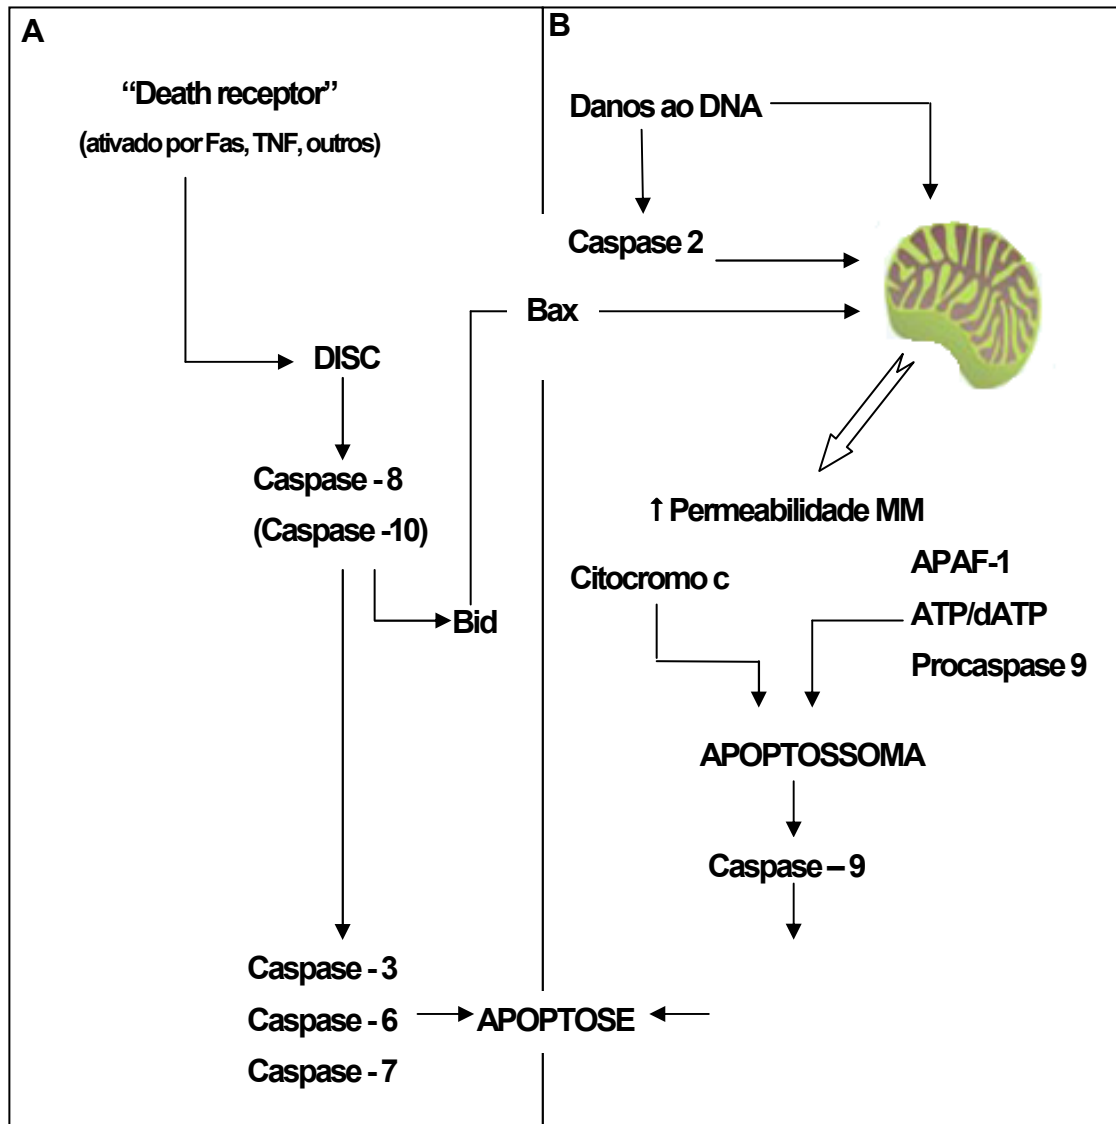 A
“Death receptor”
(ativado por Fas, TNF, outros)
DISC
Caspase - 8
(Caspase -10)
Bid
Caspase - 3
Caspase - 6
Caspase - 7
B
Danos ao DNA
Caspase 2
Bax
↑ Permeabilidade MM
Citocromo c
APAF-1
ATP/dATP
Procaspase 9
APOPTOSSOMA
Caspase – 9
APOPTOSE